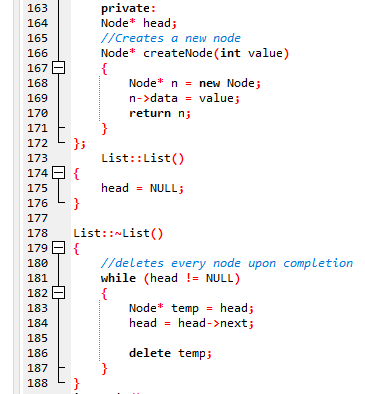 163 private:
164 Node* head;
165 //Creates a new node
166 Node* createNode(int value)
167 {
168 Node* n = new Node;
169 n->data = value;
170 return n;
171 }
172 };
173 List::List()
174 {
175 head = NULL;
176 }
177
178 List::~List()
179 {
180 //deletes every node upon completion
181 while (head != NULL)
182 {
183 Node* temp = head;
184 head = head->next;
185
186 delete temp;
187 }
188 }